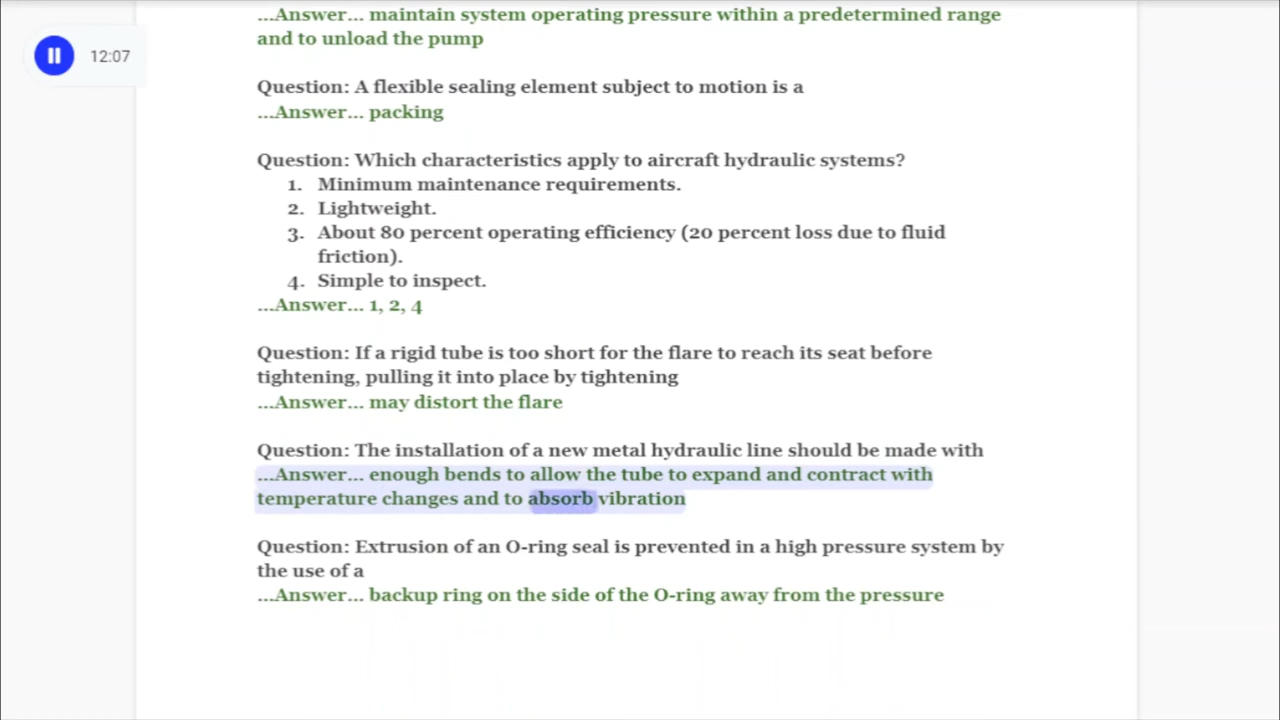 ...Answer... maintain system operating pressure within a predetermined range
and to unload the pump
12:07
Question: A flexible sealing element subject to motion is a
...Answer... packing
Question: Which characteristics apply to aircraft hydraulic systems?
1. Minimum maintenance requirements.
2. Lightweight.
3. About 80 percent operating efficiency (20 percent loss due to fluid
friction).
4. Simple to inspect.
...Answer... 1, 2, 4
Question: If a rigid tube is too short for the flare to reach its seat before
tightening, pulling it into place by tightening
...Answer... may distort the flare
Question: The installation of a new metal hydraulic line should be made with
...Answer... enough bends to allow the tube to expand and contract with
temperature changes and to absorb vibration
Question: Extrusion of an O-ring seal is prevented in a high pressure system by
the use of a
...Answer... backup ring on the side of the O-ring away from the pressure